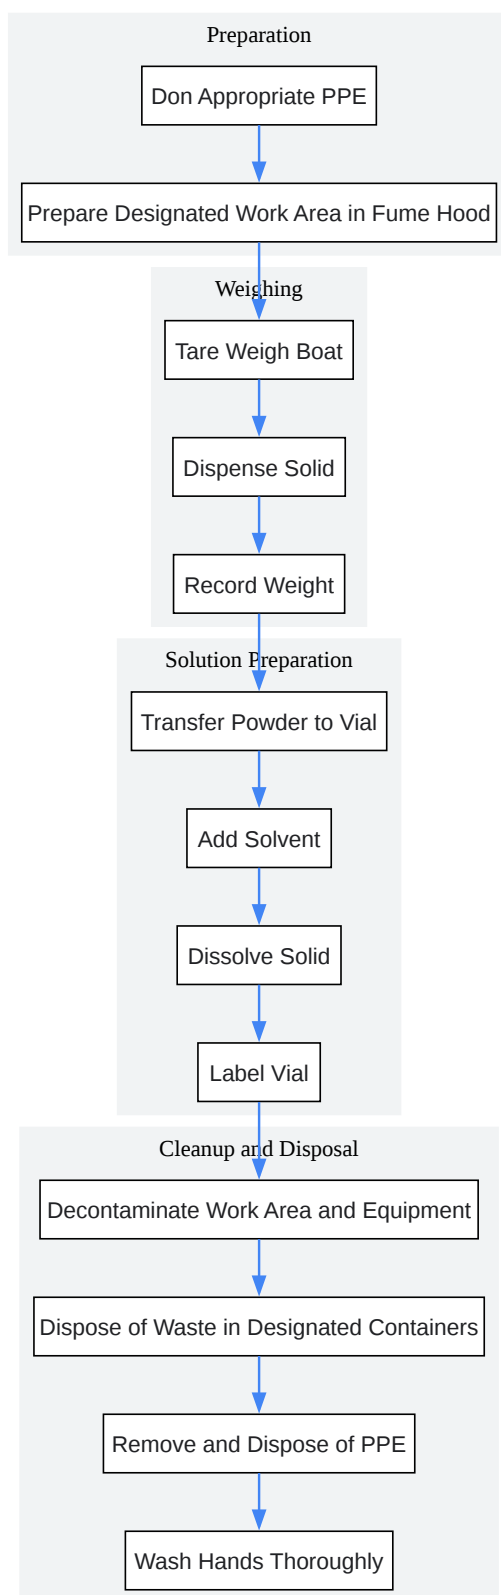 Preparation
Don Appropriate PPE
Prepare Designated Work Area in Fume Hood
Weighing
Tare Weigh Boat
Dispense Solid
Record Weight
Solution Preparation
Transfer Powder to Vial
Add Solvent
Dissolve Solid
Label Vial
Cleanup and Disposal
Decontaminate Work Area and Equipment
Dispose of Waste in Designated Containers
Remove and Dispose of PPE
Wash Hands Thoroughly